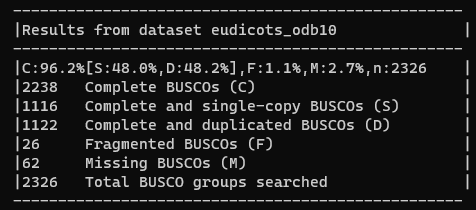 --------------------------------------------------
|Results from dataset eudicots_odb10              |
--------------------------------------------------
|C:96.2%[S:48.0%,D:48.2%],F:1.1%,M:2.7%,n:2326    |
|2238   Complete BUSCOs (C)                       |
|1116   Complete and single-copy BUSCOs (S)       |
|1122   Complete and duplicated BUSCOs (D)        |
|26     Fragmented BUSCOs (F)                     |
|62     Missing BUSCOs (M)                        |
|2326   Total BUSCO groups searched               |
--------------------------------------------------